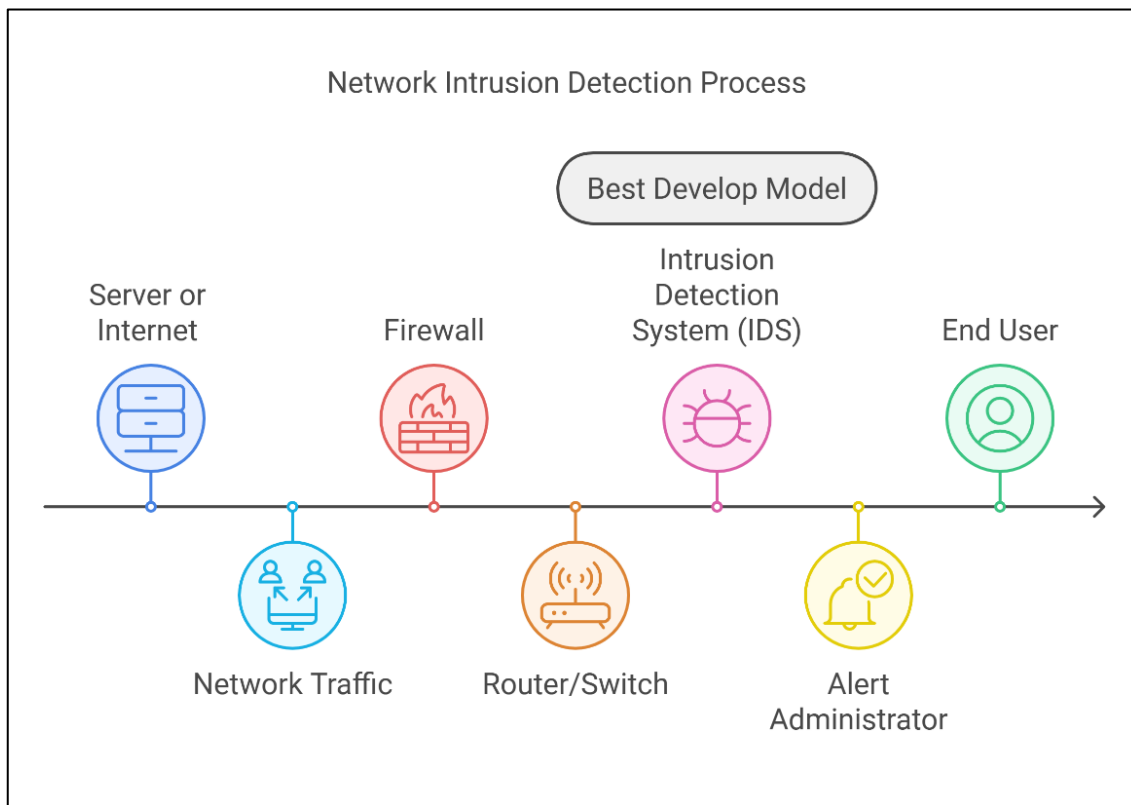 Network Intrusion Detection Process
Best Develop Model
Server or
Internet
Firewall
Intrusion
Detection
System (IDS)
End User
Network Traffic
Router/Switch
Alert
Administrator